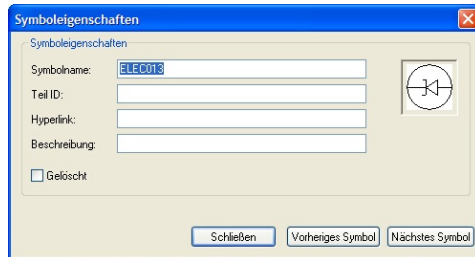 Symboleigenschaften
Symboleigenschaften
Symbolname: ELEC013
Teil ID:
Hyperlink:
Beschreibung:
Gelöscht
Schließen Vorheriges Symbol Nächstes Symbol